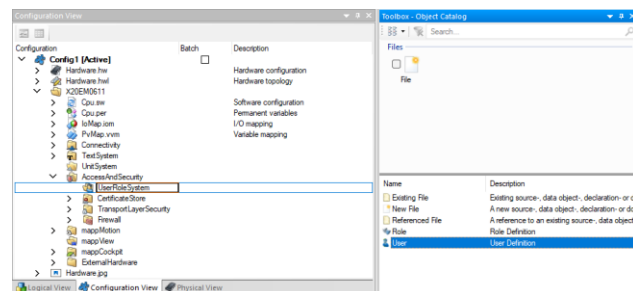 Configuration View
Configuration Batch Description
Config1 [Active]
Hardware.hw Hardware configuration
Hardware.hwl Hardware topology
X20EM0611
Cpu.sw Software configuration
Cpu.per Permanent variables
IoMap.iom I/O mapping
PvMap.vvm Variable mapping
Connectivity
TextSystem
UnitSystem
AccessAndSecurity
UserRoleSystem
CertificateStore
TransportLayerSecurity
Firewall
mappMotion
mappView
mappCockpit
ExternalHardware
Hardware.jpg
Logical View Configuration View Physical View
Toolbox - Object Catalog
Search...
Files
File
Name Description
Existing File Existing source-, data object-, declaration- or d
New File A new source-, data object-, declaration- or do
Referenced File A reference to an existing source-, data object
Role Role Definition
User User Definition